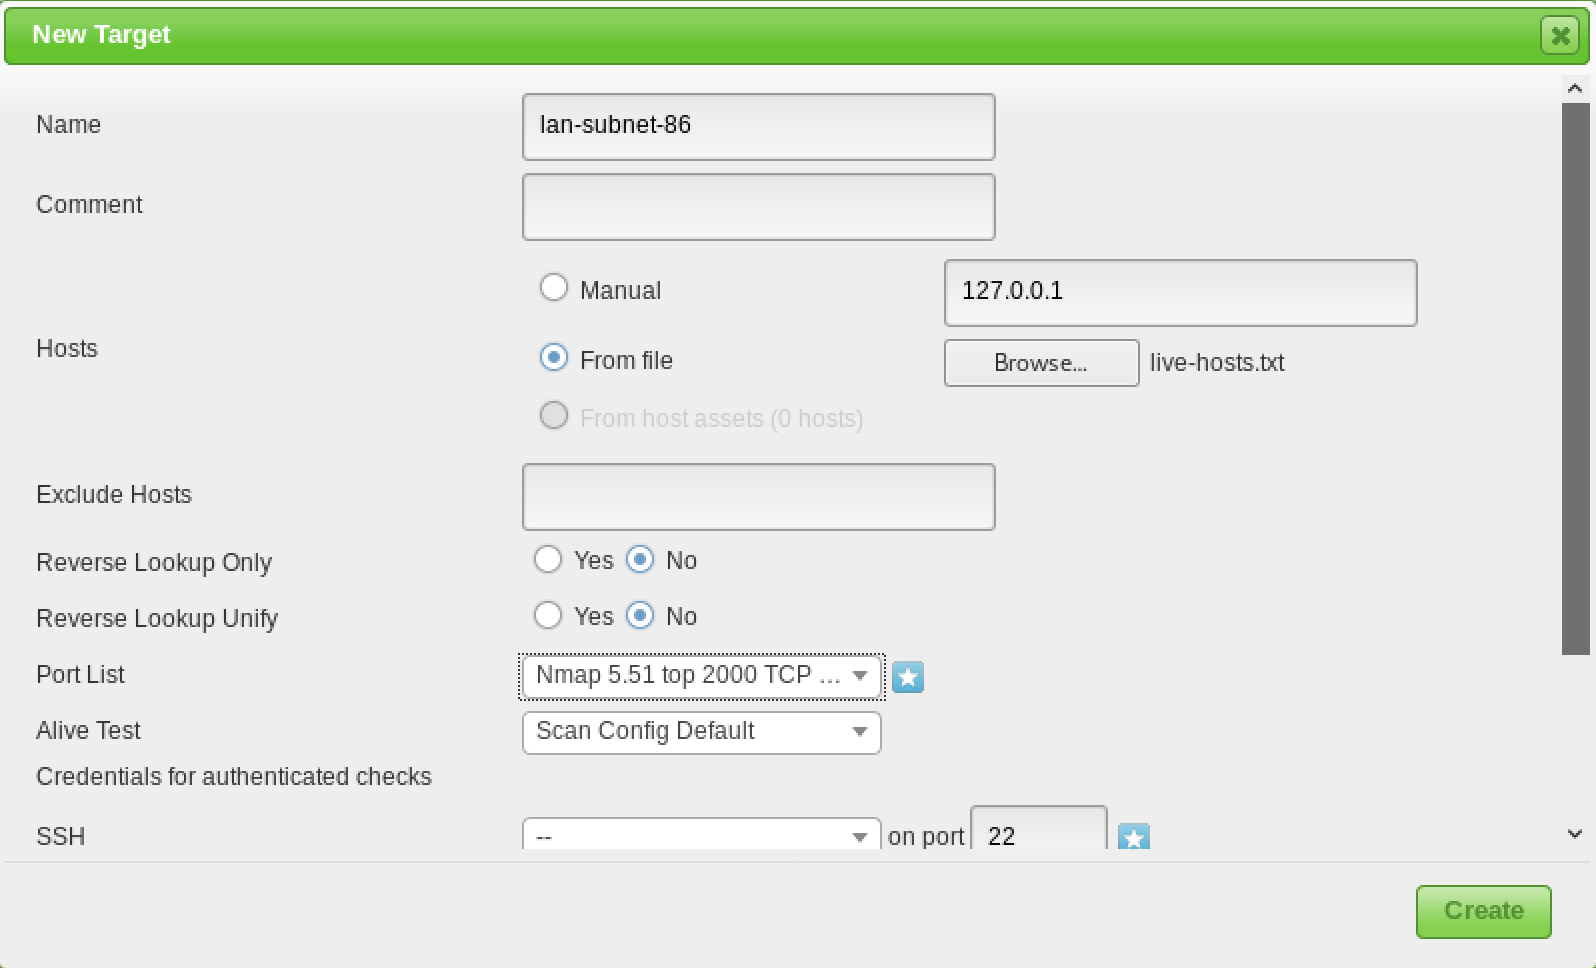 New Target
Name
lan-subnet-86
Comment
Hosts
Manual
127.0.0.1
From file
Browse...
live-hosts.txt
From host assets (0 hosts)
Exclude Hosts
Reverse Lookup Only
Yes
No
Reverse Lookup Unify
Yes
No
Port List
Nmap 5.51 top 2000 TCP ...
Alive Test
Scan Config Default
Credentials for authenticated checks
SSH
--
on port
22
Create